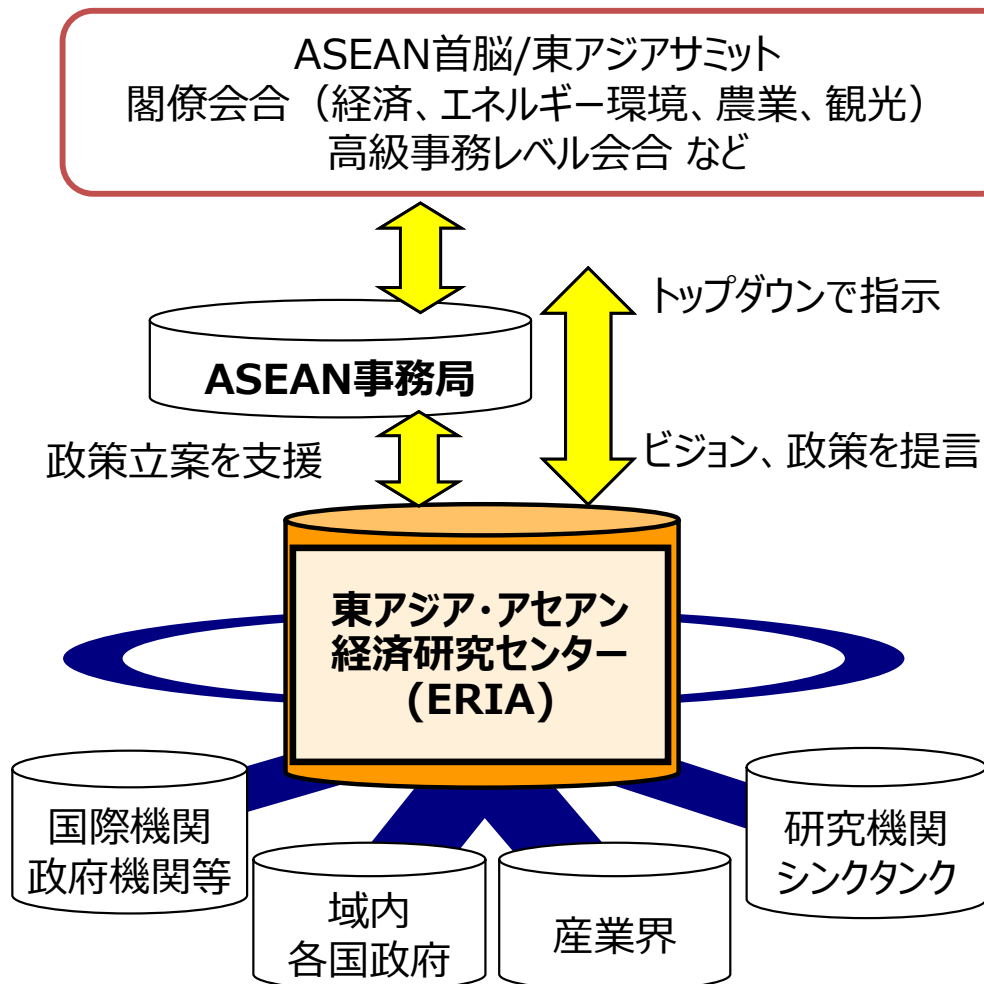 ASEAN首脳/東アジアサミット
閣僚会合（経済、エネルギー環境、農業、観光）
高級事務レベル会合 など
トップダウンで指示
ASEAN事務局
政策立案を支援
ビジョン、政策を提言
東アジア・アセアン
経済研究センター
(ERIA)
国際機関
政府機関等
域内
各国政府
産業界
研究機関
シンクタンク